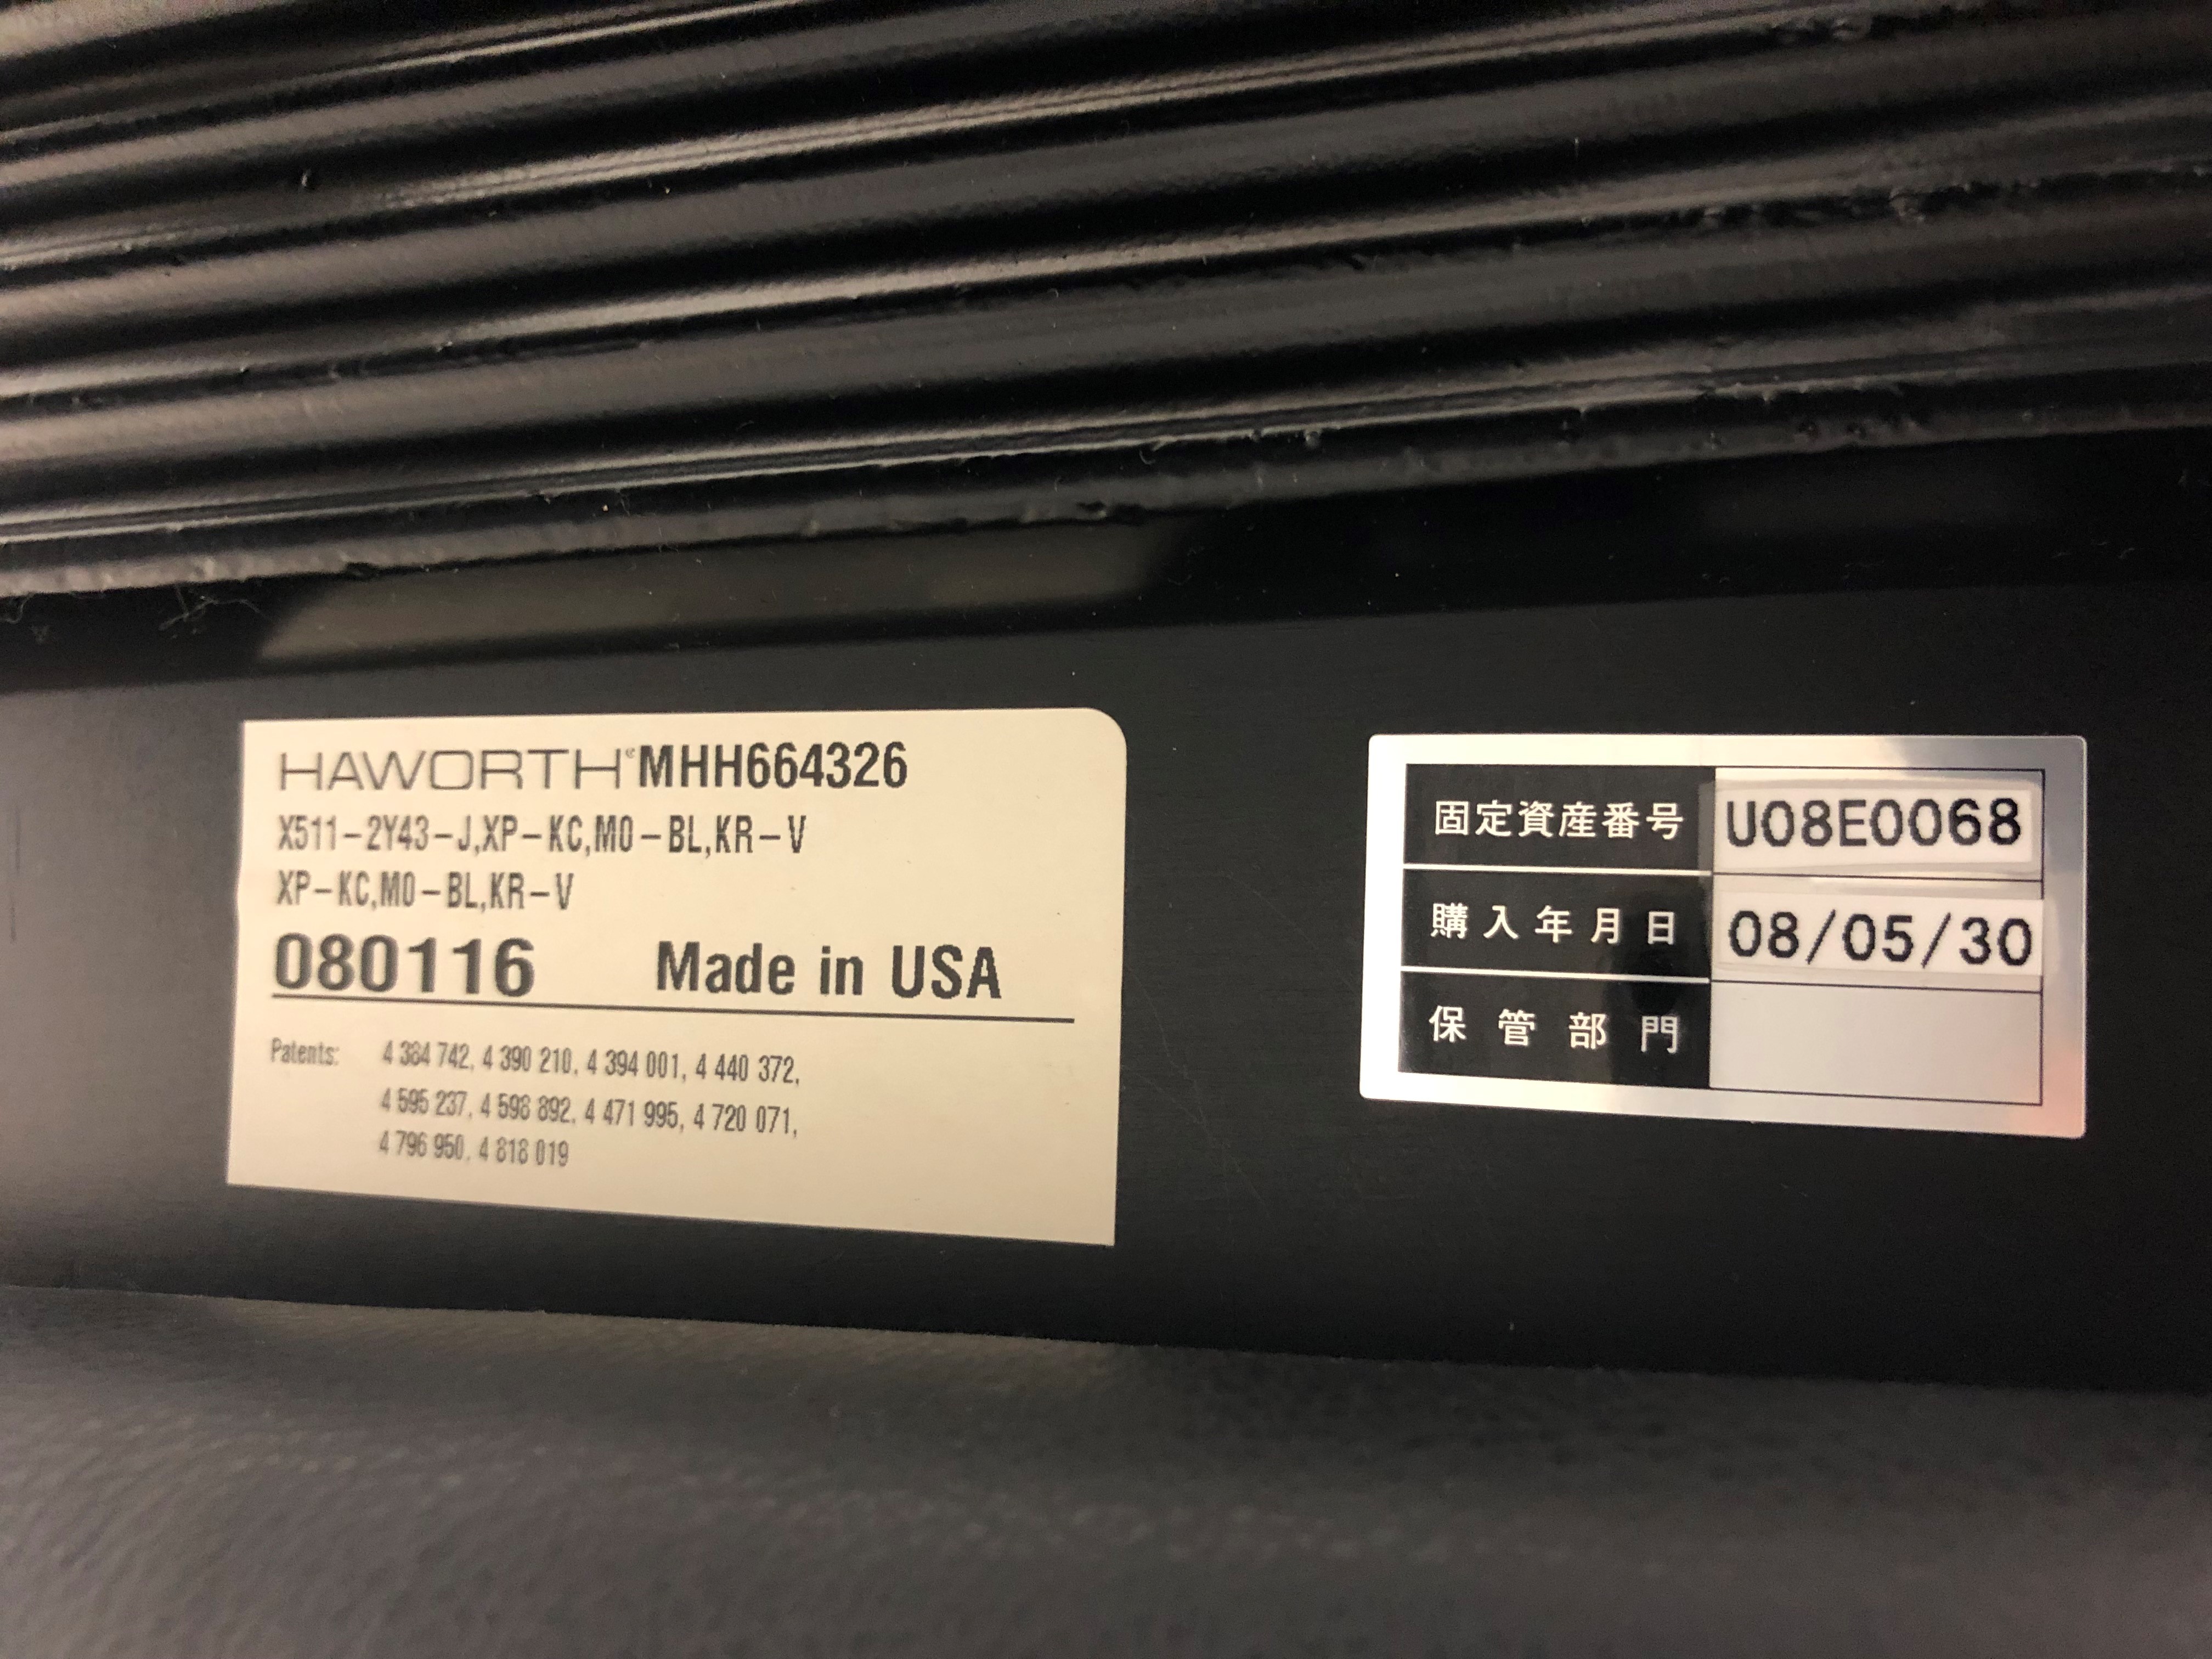 HAWORTH® MHH664326
X511-2Y43-J,XP-KC,M0-BL,KR-V
XP-KC,M0-BL,KR-V
080116 Made in USA
Patents: 4 384 742, 4 390 210, 4 394 001, 4 440 372,
4 595 237, 4 598 892, 4 471 995, 4 720 071,
4 796 950, 4 818 019
固定資産番号 U08E0068
購入年月日 08/05/30
保管部門